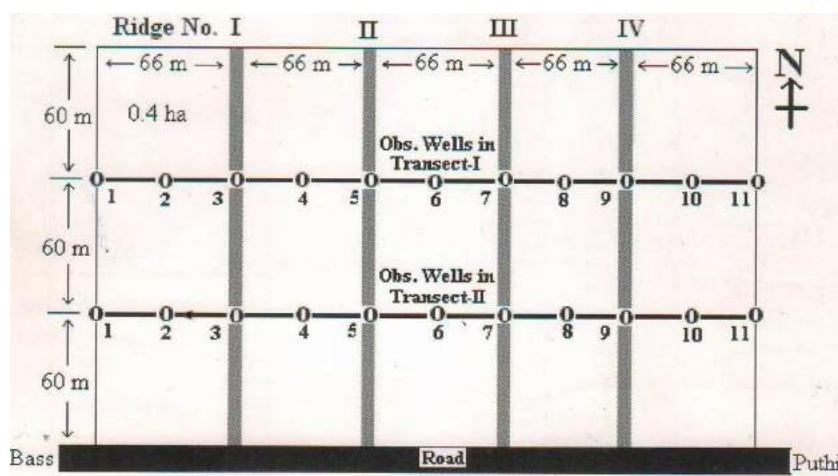 Ridge No. I II III IV
66 m 66 m 66 m 66 m 66 m N
60 m 0.4 ha
Obs. Wells in
Transect-I
1 2 3 4 5 6 7 8 9 10 11
60 m
Obs. Wells in
Transect-II
1 2 3 4 5 6 7 8 9 10 11
60 m
Bass Road Puthi